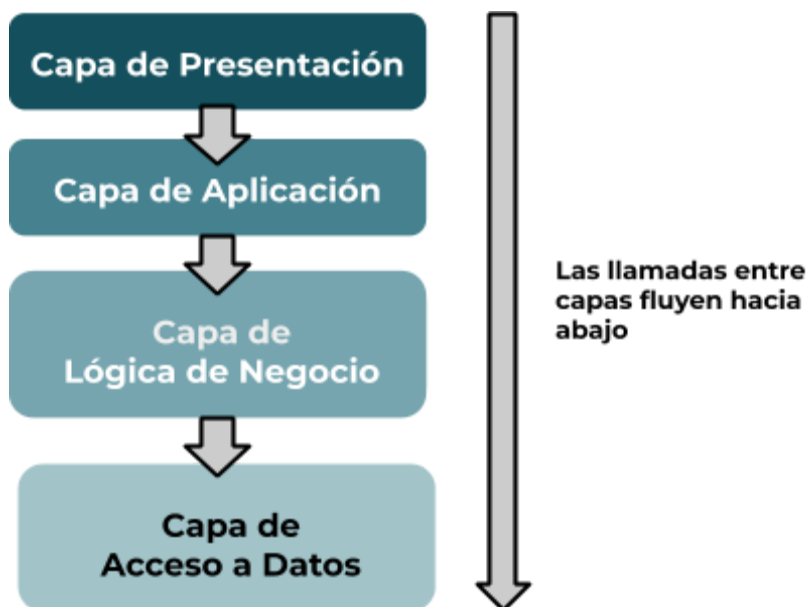 Capa de Presentación
Capa de Aplicación
Capa de
Lógica de Negocio
Capa de
Acceso a Datos
Las llamadas entre
capas fluyen hacia
abajo